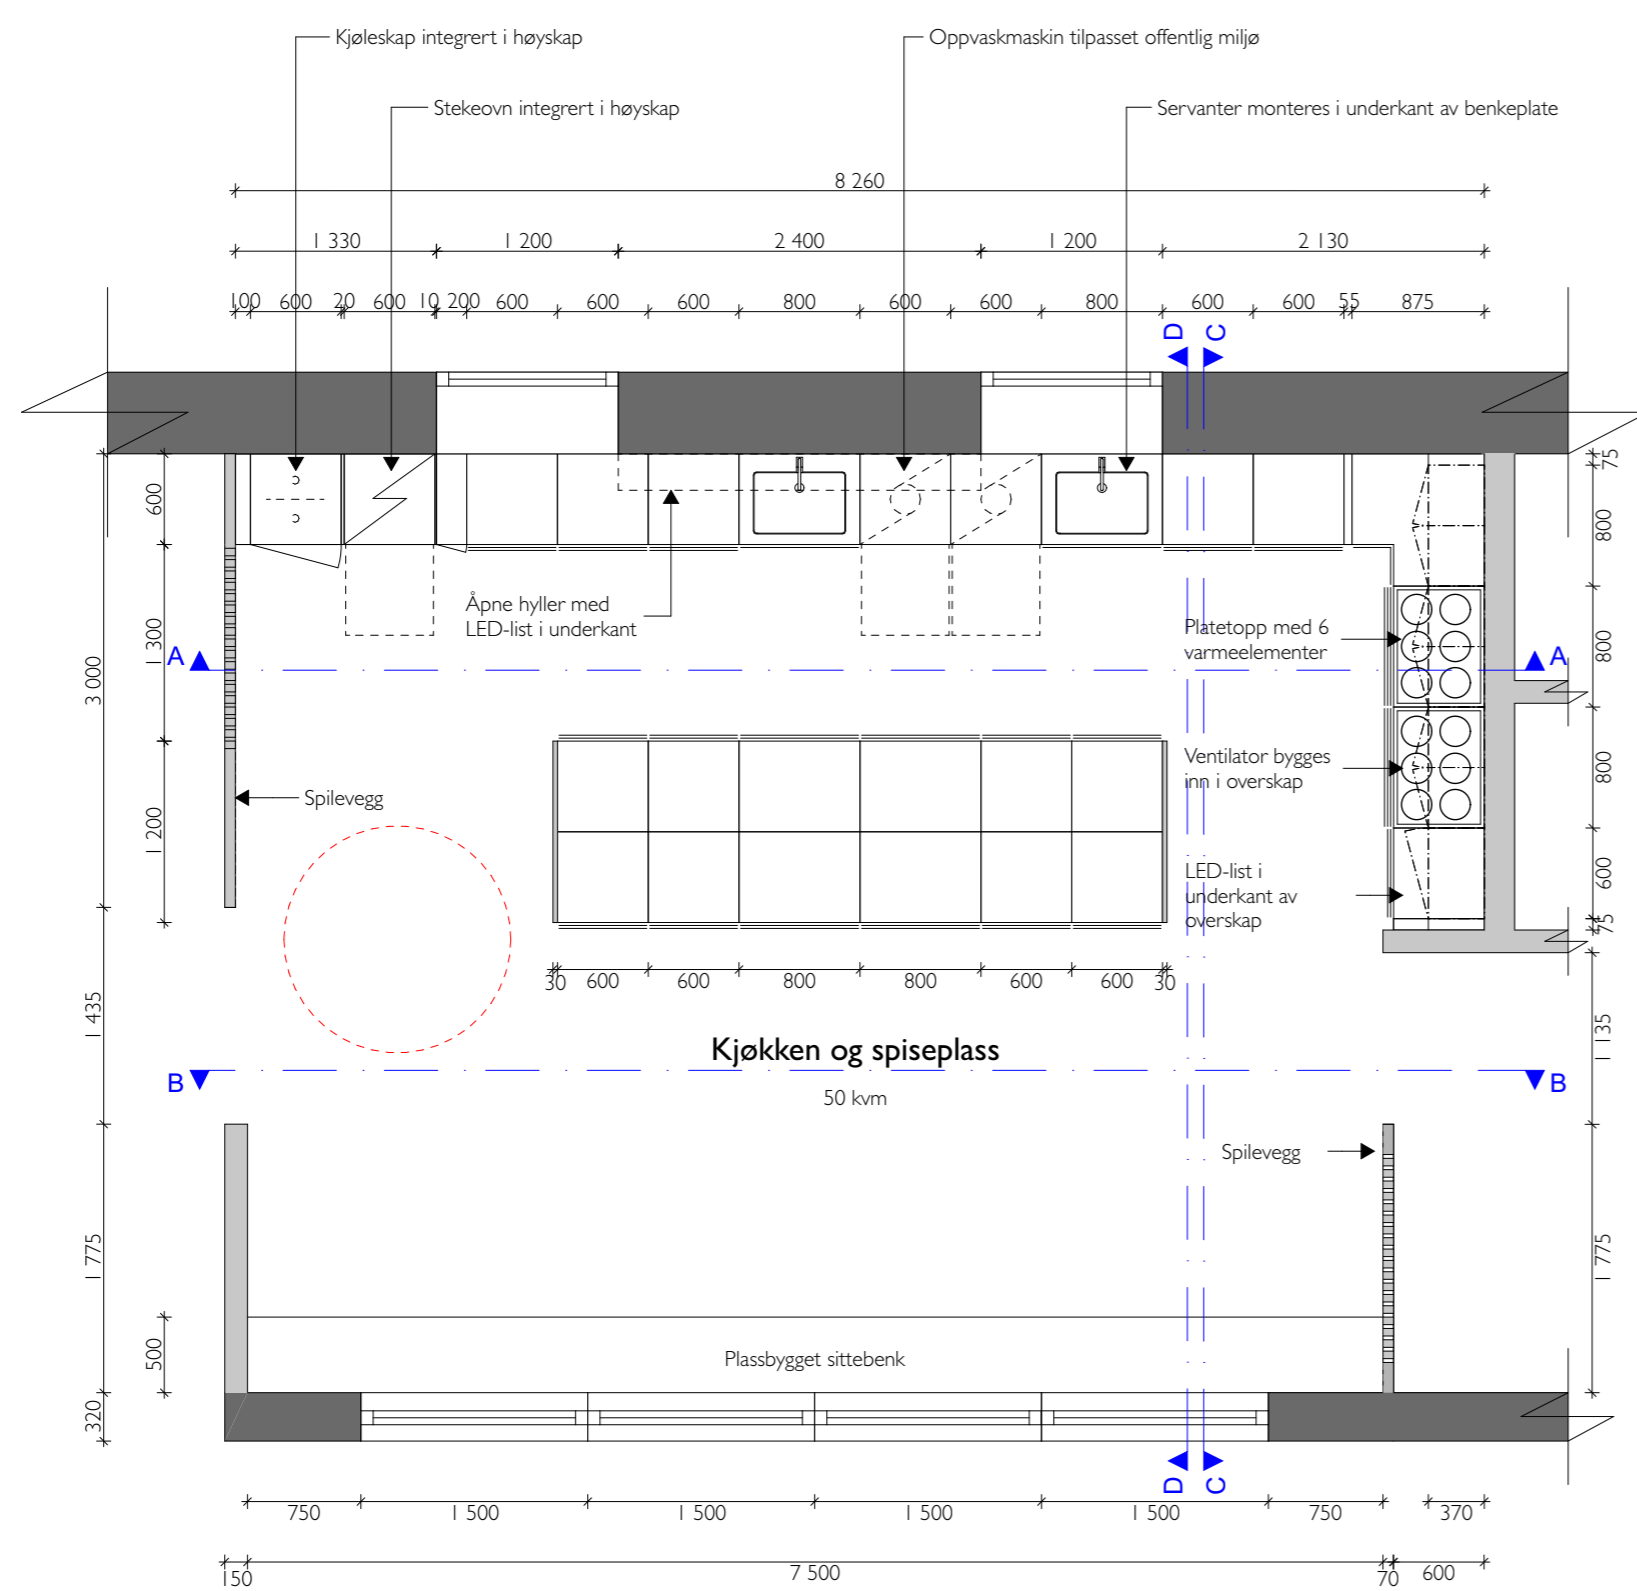 Kjøleskap integrert i høyskap
Oppvaskmaskin tilpasset offentlig miljø
Stekeovn integrert i høyskap
Servanter monteres i underkant av benkeplate
8 260
1 330
1 200
2 400
1 200
2 130
100
600
20
600
10
200
600
600
600
800
600
600
800
600
600
55
875
D
C
600
1 300
1 200
3 000
1 435
1 775
500
320
75
800
800
800
600
75
1 135
1 775
Åpne hyller med
LED-list i underkant
Platetopp med 6
varmeelementer
A
A
Ventilator bygges
inn i overskap
Spilevegg
LED-list i
underkant av
overskap
30
600
600
800
800
600
600
30
Kjøkken og spiseplass
50 kvm
B
B
Spilevegg
Plassbygget sittebenk
D
C
750
1 500
1 500
1 500
1 500
750
370
150
7 500
70
600